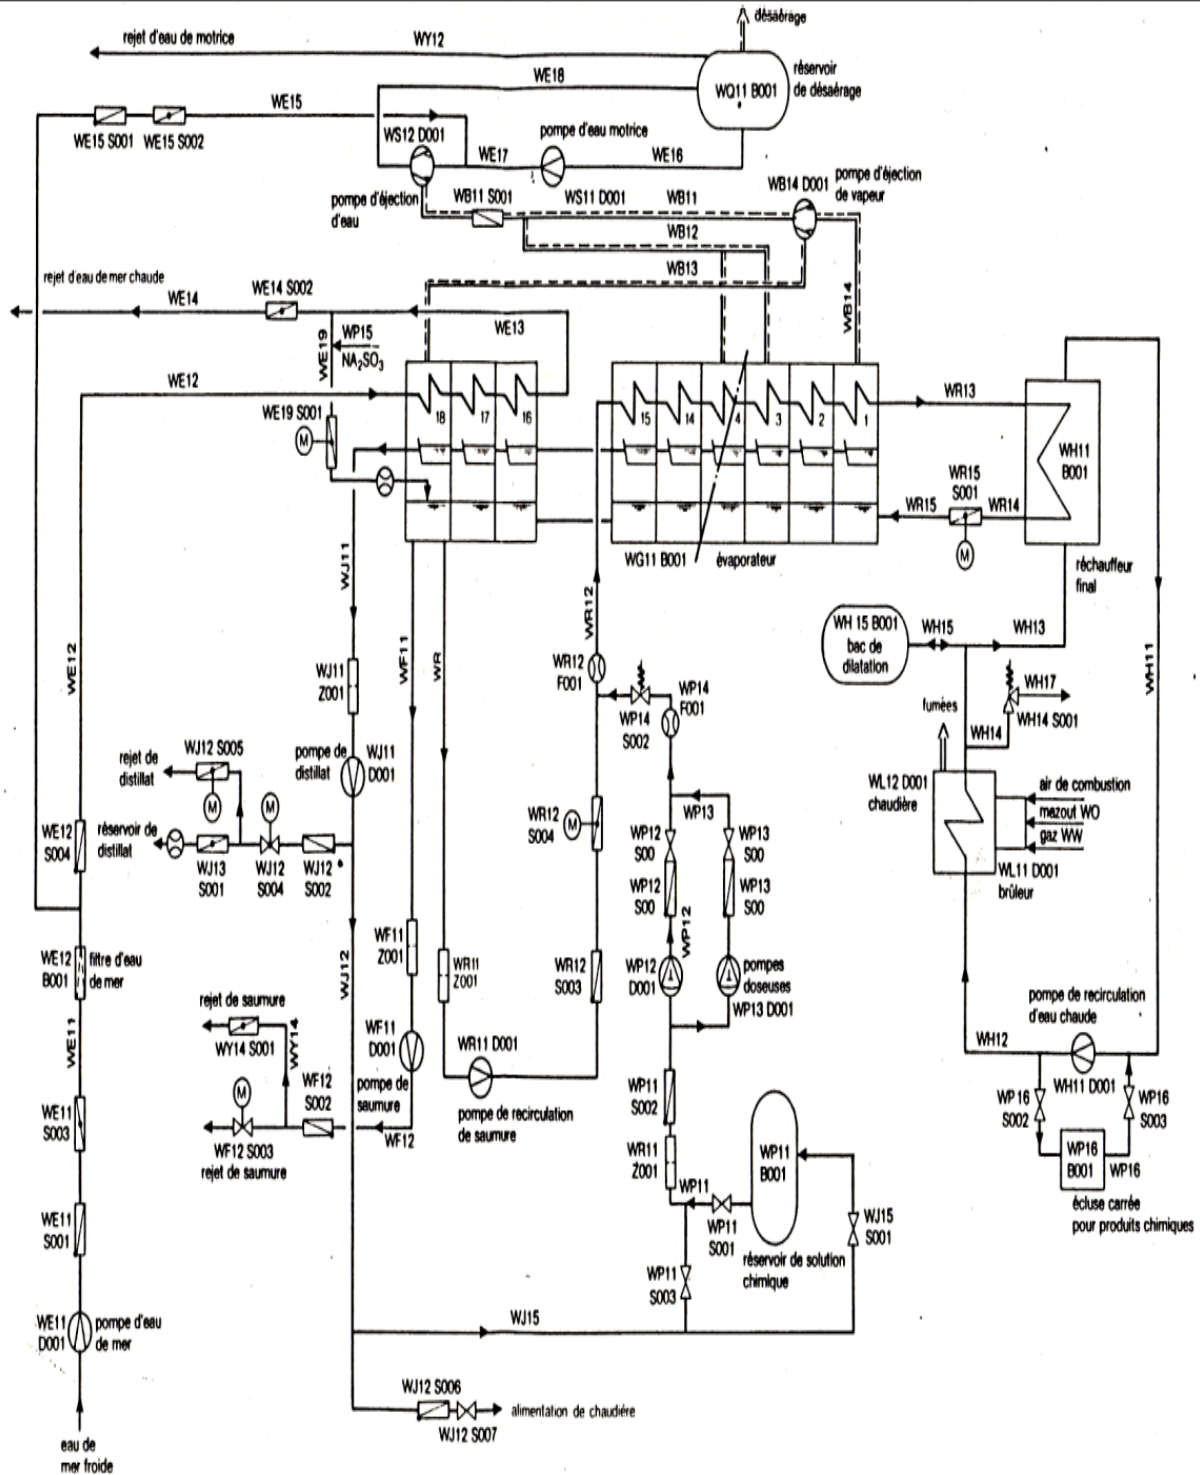 désaérage
rejet d'eau de motrice
WY12
WE18
WQ11 B001
réservoir
de désaérage
WE15
WE15 S001
WE15 S002
WS12 D001
pompe d'eau motrice
WE17
WE16
pompe d'éjection
d'eau
WB11 S001
WS11 D001
WB11
WB14 D001
pompe d'éjection
de vapeur
WB12
WB13
WB14
rejet d'eau de mer chaude
WE14
WE14 S002
WE13
WE19
WP15
NA2SO3
WE12
WE19 S001
M
18
17
16
15
14
4
3
2
1
WR13
WH11
B001
WR15
S001
WR15
WR14
M
WG11 B001
évaporateur
réchauffeur
final
WJ11
WF11
WR
WR12
WH 15 B001
bac de
dilatation
WH15
WH13
WH11
WE12
WJ11
Z001
WR12
F001
WP14
S002
WP14
F001
WH17
WH14 S001
fumées
WH14
rejet de
distillat
WJ12 S005
M
pompe de
distillat
WJ11
D001
WL12 D001
chaudière
air de combustion
mazout WO
gaz WW
WL11 D001
brûleur
WP13
WE12
S004
réservoir de
distillat
M
WJ13
S001
WJ12
S004
WJ12
S002
WR12
S004
M
WP12
S00
WP13
S00
WP12
S00
WP13
S00
WP12
WE12
B001
filtre d'eau
de mer
WJ12
WF11
Z001
WR11
Z001
WR12
S003
WP12
D001
pompes
doseuses
WP13 D001
WE11
rejet de saumure
WY14 S001
WY14
WF11
D001
pompe de
saumure
WR11 D001
pompe de recirculation
de saumure
pompe de recirculation
d'eau chaude
WH12
WH11 D001
WE11
S003
M
WF12
S002
WF12
WF12 S003
rejet de saumure
WP11
S002
WR11
Z001
WP11
B001
WP16
S002
WP16
S003
WP16
B001
WP16
écluse carrée
pour produits chimiques
WP11
WP11
S001
WE11
S001
WJ15
S001
réservoir de solution
chimique
WP11
S003
WE11
D001
pompe d'eau
de mer
WJ15
WJ12 S006
WJ12 S007
alimentation de chaudière
eau de
mer froide